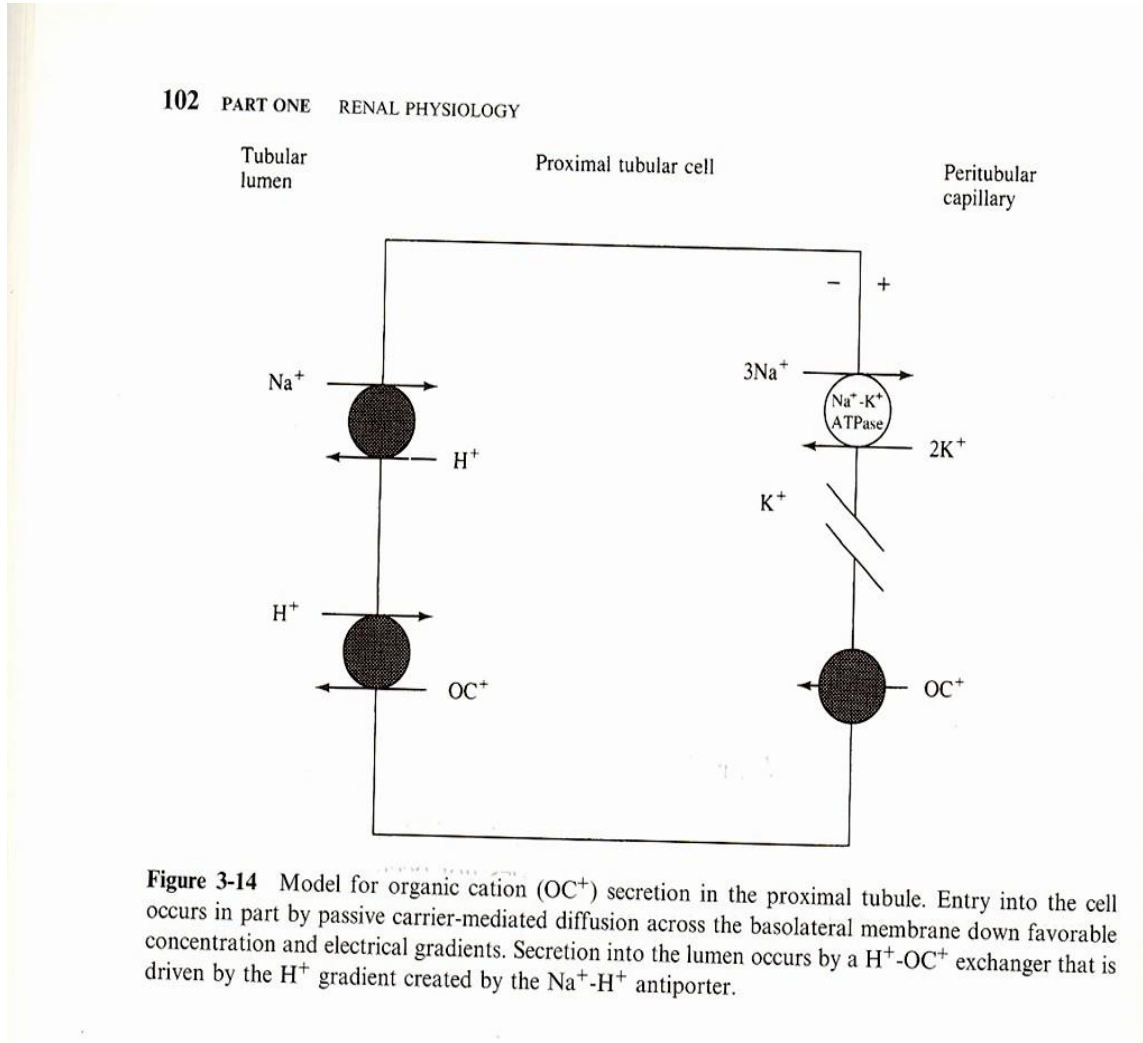 102 PART ONE RENAL PHYSIOLOGY
Tubular
lumen
Proximal tubular cell
Peritubular
capillary
− +
Na⁺
3Na⁺
Na⁺-K⁺
ATPase
H⁺
2K⁺
K⁺
H⁺
OC⁺
OC⁺
Figure 3-14 Model for organic cation (OC⁺) secretion in the proximal tubule. Entry into the cell
occurs in part by passive carrier-mediated diffusion across the basolateral membrane down favorable
concentration and electrical gradients. Secretion into the lumen occurs by a H⁺-OC⁺ exchanger that is
driven by the H⁺ gradient created by the Na⁺-H⁺ antiporter.